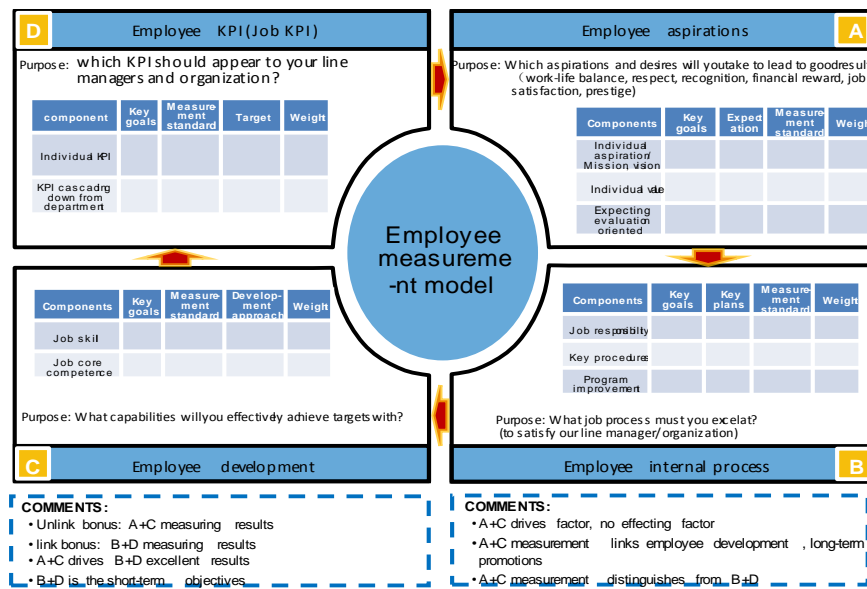 D
Employee KPI(Job KPI)
Purpose: which KPI should appear to your line
managers and organization?
component
Key
goals
Measure-
ment
standard
Target
Weight
Individual KPI
KPI cascading
down from
department
Employee aspirations
A
Purpose: Which aspirations and desires will youtake to lead to goodresult
(work-life balance, respect, recognition, financial reward, job
satisfaction, prestige)
Components
Key
goals
Expect
ation
Measure-
ment
standard
Weight
Individual
aspiration/
Mission, vision
Individual value
Expecting
evaluation
oriented
Employee
measureme
-nt model
Components
Key
goals
Measure-
ment
standard
Develop-
ment
approach
Weight
Job skill
Job core
competence
Purpose: What capabilities will you effectively achieve targets with?
C
Employee development
Components
Key
goals
Key
plans
Measure-
ment
standard
Weight
Job responsibility
Key procedures
Program
improvement
Purpose: What job process must you excel at?
(to satisfy our line manager/organization)
Employee internal process
B
COMMENTS:
• Unlink bonus: A+C measuring results
• link bonus: B+D measuring results
• A+C drives B+D excellent results
• B+D is the short-term objectives
COMMENTS:
• A+C drives factor, no effecting factor
• A+C measurement links employee development , long-term
promotions
• A+C measurement distinguishes from B+D